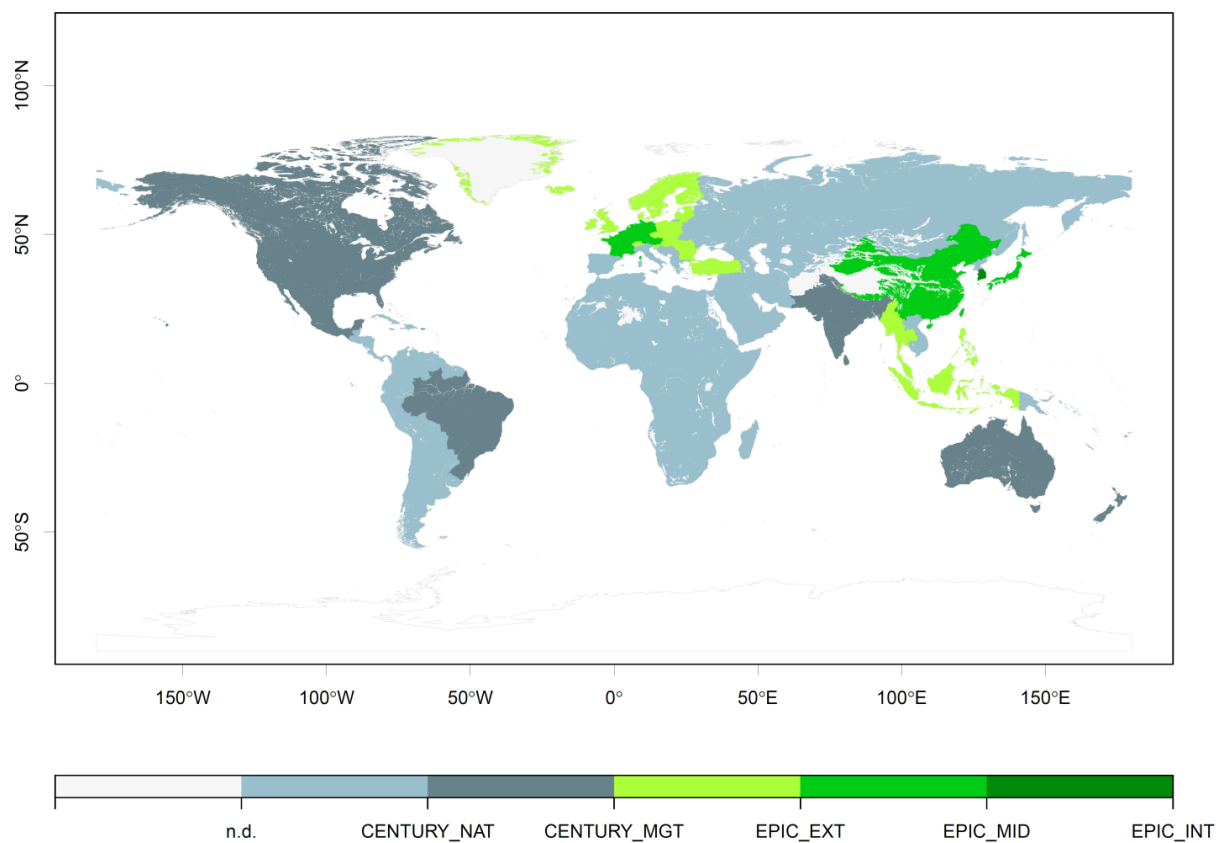 100°N
50°N
0°
50°S
150°W 100°W 50°W 0° 50°E 100°E 150°E
n.d. CENTURY_NAT CENTURY_MGT EPIC_EXT EPIC_MID EPIC_INT